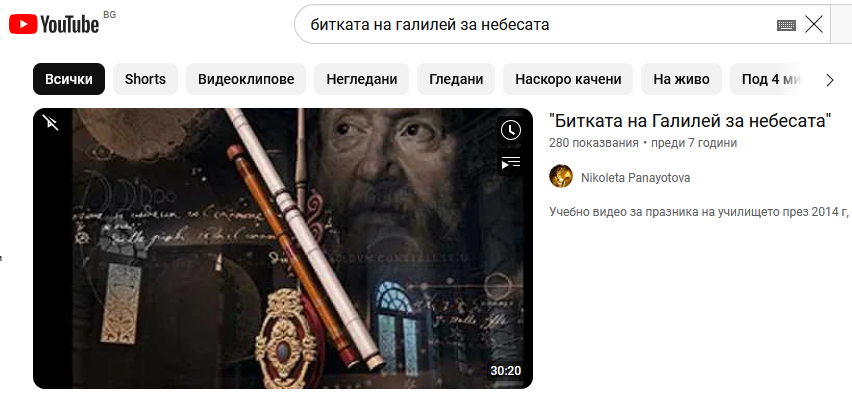 YouTube BG
битката на галилей за небесата
Всички Shorts Видеоклипове Негледани Гледани Наскоро качени На живо Под 4 ми
"Битката на Галилей за небесата"
280 показвания • преди 7 години
Nikoleta Panayotova
Учебно видео за празника на училището през 2014 г,
30:20